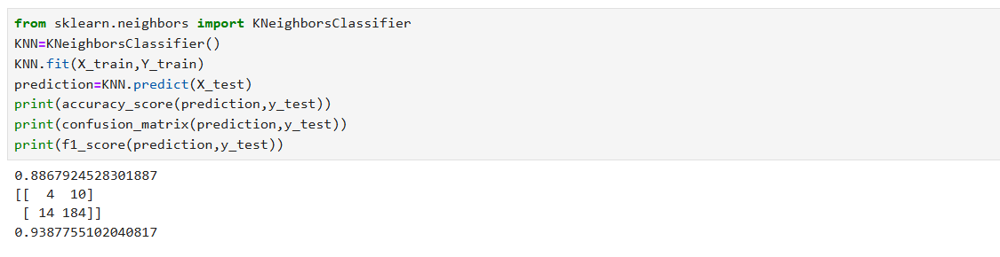 from sklearn.neighbors import KNeighborsClassifier
KNN=KNeighborsClassifier()
KNN.fit(X_train,Y_train)
prediction=KNN.predict(X_test)
print(accuracy_score(prediction,y_test))
print(confusion_matrix(prediction,y_test))
print(f1_score(prediction,y_test))
0.8867924528301887
[[  4  10]
 [ 14 184]]
0.9387755102040817